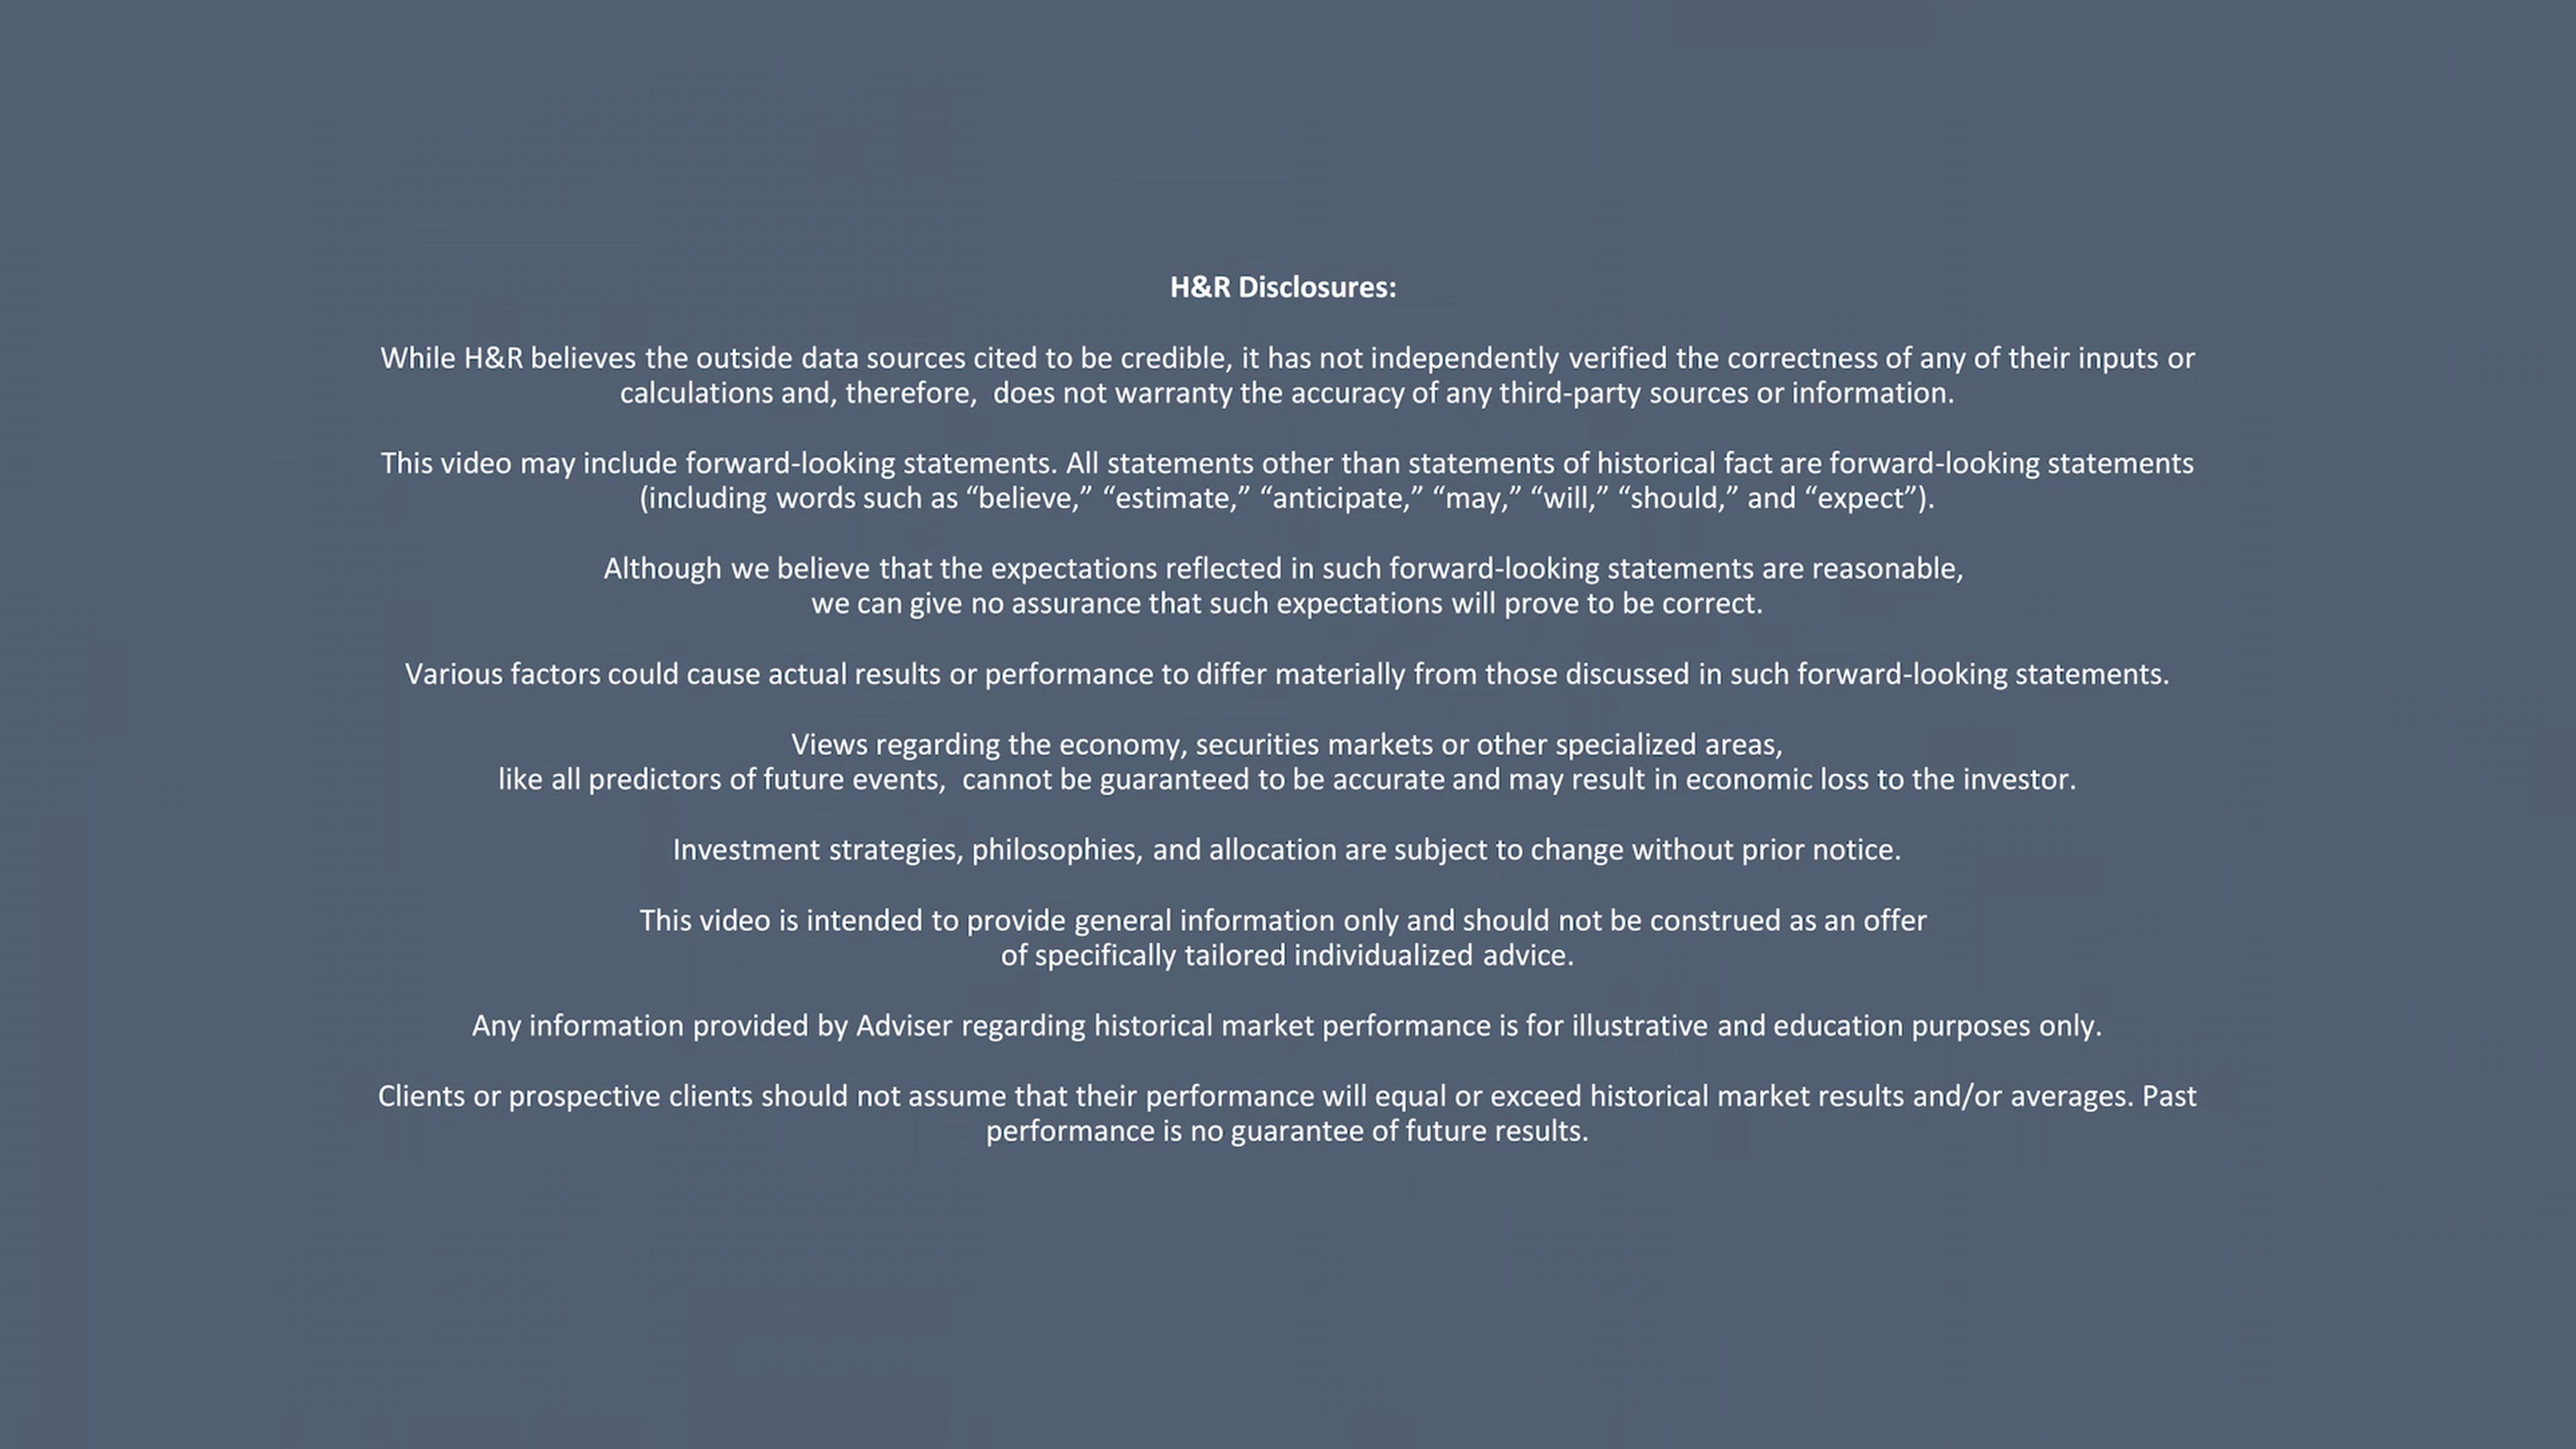 H&R Disclosures:
While H&R believes the outside data sources cited to be credible, it has not independently verified the correctness of any of their inputs or
calculations and, therefore,  does not warranty the accuracy of any third-party sources or information.
This video may include forward-looking statements. All statements other than statements of historical fact are forward-looking statements
(including words such as “believe,” “estimate,” “anticipate,” “may,” “will,” “should,” and “expect”).
Although we believe that the expectations reflected in such forward-looking statements are reasonable,
we can give no assurance that such expectations will prove to be correct.
Various factors could cause actual results or performance to differ materially from those discussed in such forward-looking statements.
Views regarding the economy, securities markets or other specialized areas,
like all predictors of future events,  cannot be guaranteed to be accurate and may result in economic loss to the investor.
Investment strategies, philosophies, and allocation are subject to change without prior notice.
This video is intended to provide general information only and should not be construed as an offer
of specifically tailored individualized advice.
Any information provided by Adviser regarding historical market performance is for illustrative and education purposes only.
Clients or prospective clients should not assume that their performance will equal or exceed historical market results and/or averages. Past
performance is no guarantee of future results.